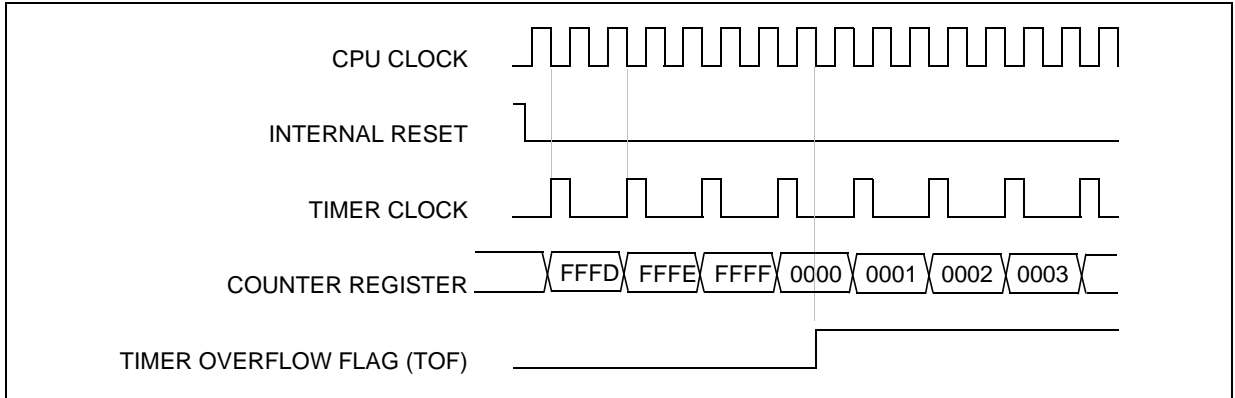 CPU CLOCK
INTERNAL RESET
TIMER CLOCK
COUNTER REGISTER FFFD FFFE FFFF 0000 0001 0002 0003
TIMER OVERFLOW FLAG (TOF)